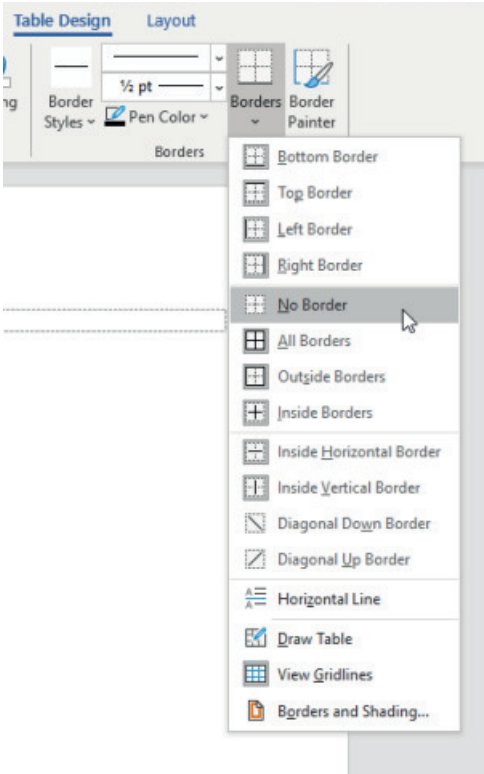 Table Design Layout
½ pt
ng
Border
Styles
Pen Color
Borders
Border
Painter
Borders
Bottom Border
Top Border
Left Border
Right Border
No Border
All Borders
Outside Borders
Inside Borders
Inside Horizontal Border
Inside Vertical Border
Diagonal Down Border
Diagonal Up Border
Horizontal Line
Draw Table
View Gridlines
Borders and Shading...